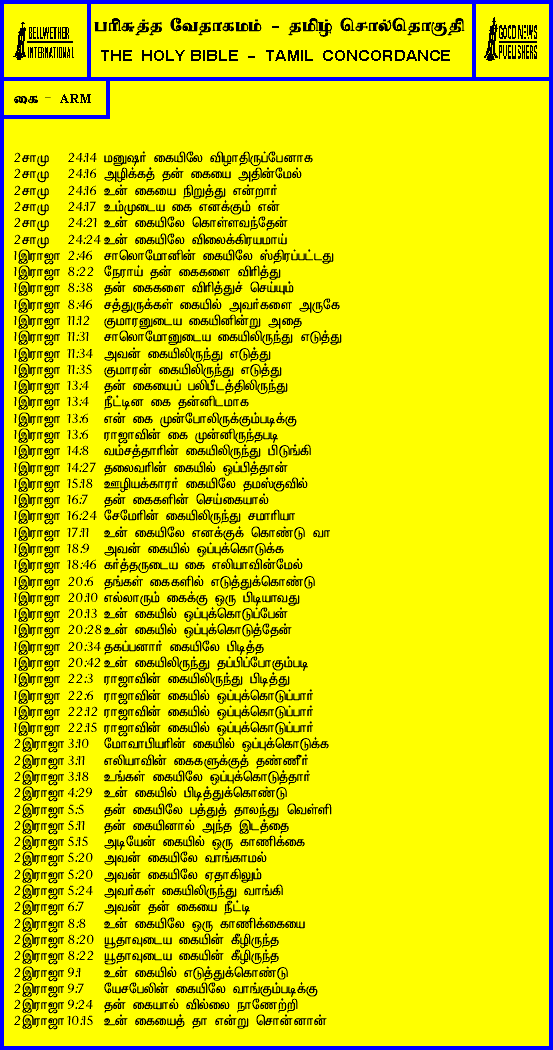 BELLWETHER
INTERNATIONAL
பரிசுத்த வேதாகமம் - தமிழ் சொல்தொகுதி
THE HOLY BIBLE - TAMIL CONCORDANCE
GOOD NEWS
PUBLISHERS
கை - ARM
2சாமு 24:14 மனுஷர் கையிலே விழாதிருப்பேனாக
2சாமு 24:16 அழிக்கத் தன் கையை அதின்மேல்
2சாமு 24:16 உன் கையை நிறுத்து என்றார்
2சாமு 24:17 உம்முடைய கை எனக்கும் என்
2சாமு 24:21 உன் கையிலே கொள்ளவந்தேன்
2சாமு 24:24 உன் கையிலே விலைக்கிரயமாய்
1இராஜா 2:46 சாலொமோனின் கையிலே ஸ்திரப்பட்டது
1இராஜா 8:22 நேராய் தன் கைகளை விரித்து
1இராஜா 8:38 தன் கைகளை விரித்துச் செய்யும்
1இராஜா 8:46 சத்துருக்கள் கையில் அவர்களை அருகே
1இராஜா 11:12 குமாரனுடைய கையினின்று அதை
1இராஜா 11:31 சாலொமோனுடைய கையிலிருந்து எடுத்து
1இராஜா 11:34 அவன் கையிலிருந்து எடுத்து
1இராஜா 11:35 குமாரன் கையிலிருந்து எடுத்து
1இராஜா 13:4 தன் கையைப் பலிபீடத்திலிருந்து
1இராஜா 13:4 நீட்டின கை தன்னிடமாக
1இராஜா 13:6 என் கை முன்போலிருக்கும்படிக்கு
1இராஜா 13:6 ராஜாவின் கை முன்னிருந்தபடி
1இராஜா 14:8 வம்சத்தாரின் கையிலிருந்து பிடுங்கி
1இராஜா 14:27 தலைவரின் கையில் ஒப்பித்தான்
1இராஜா 15:18 ஊழியக்காரர் கையிலே தமஸ்குவில்
1இராஜா 16:7 தன் கைகளின் செய்கையால்
1இராஜா 16:24 சேமேரின் கையிலிருந்து சமாரியா
1இராஜா 17:11 உன் கையிலே எனக்குக் கொண்டு வா
1இராஜா 18:9 அவன் கையில் ஒப்புக்கொடுக்க
1இராஜா 18:46 கர்த்தருடைய கை எலியாவின்மேல்
1இராஜா 20:6 தங்கள் கைகளில் எடுத்துக்கொண்டு
1இராஜா 20:10 எல்லாரும் கைக்கு ஒரு பிடியாவது
1இராஜா 20:13 உன் கையில் ஒப்புக்கொடுப்பேன்
1இராஜா 20:28 உன் கையில் ஒப்புக்கொடுத்தேன்
1இராஜா 20:34 தகப்பனார் கையிலே பிடித்த
1இராஜா 20:42 உன் கையிலிருந்து தப்பிப்போகும்படி
1இராஜா 22:3 ராஜாவின் கையிலிருந்து பிடித்து
1இராஜா 22:6 ராஜாவின் கையில் ஒப்புக்கொடுப்பார்
1இராஜா 22:12 ராஜாவின் கையில் ஒப்புக்கொடுப்பார்
1இராஜா 22:15 ராஜாவின் கையில் ஒப்புக்கொடுப்பார்
2இராஜா 3:10 மோவாபியரின் கையில் ஒப்புக்கொடுக்க
2இராஜா 3:11 எலியாவின் கைகளுக்குத் தண்ணீர்
2இராஜா 3:18 உங்கள் கையிலே ஒப்புக்கொடுத்தார்
2இராஜா 4:29 உன் கையில் பிடித்துக்கொண்டு
2இராஜா 5:5 தன் கையிலே பத்துத் தாலந்து வெள்ளி
2இராஜா 5:11 தன் கையினால் அந்த இடத்தை
2இராஜா 5:15 அடியேன் கையில் ஒரு காணிக்கை
2இராஜா 5:20 அவன் கையிலே வாங்காமல்
2இராஜா 5:20 அவன் கையிலே ஏதாகிலும்
2இராஜா 5:24 அவர்கள் கையிலிருந்து வாங்கி
2இராஜா 6:7 அவன் தன் கையை நீட்டி
2இராஜா 8:8 உன் கையிலே ஒரு காணிக்கையை
2இராஜா 8:20 யூதாவுடைய கையின் கீழிருந்த
2இராஜா 8:22 யூதாவுடைய கையின் கீழிருந்த
2இராஜா 9:1 உன் கையில் எடுத்துக்கொண்டு
2இராஜா 9:7 யேசபேலின் கையிலே வாங்கும்படிக்கு
2இராஜா 9:24 தன் கையால் வில்லை நாணேற்றி
2இராஜா 10:15 உன் கையைத் தா என்று சொன்னான்